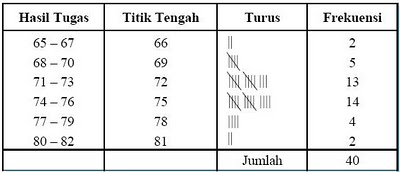 Hasil Tugas Titik Tengah Turus Frekuensi
65 – 67 66 || 2
68 – 70 69 5
71 – 73 72 ||| 13
74 – 76 75 |||| 14
77 – 79 78 |||| 4
80 – 82 81 || 2
Jumlah 40